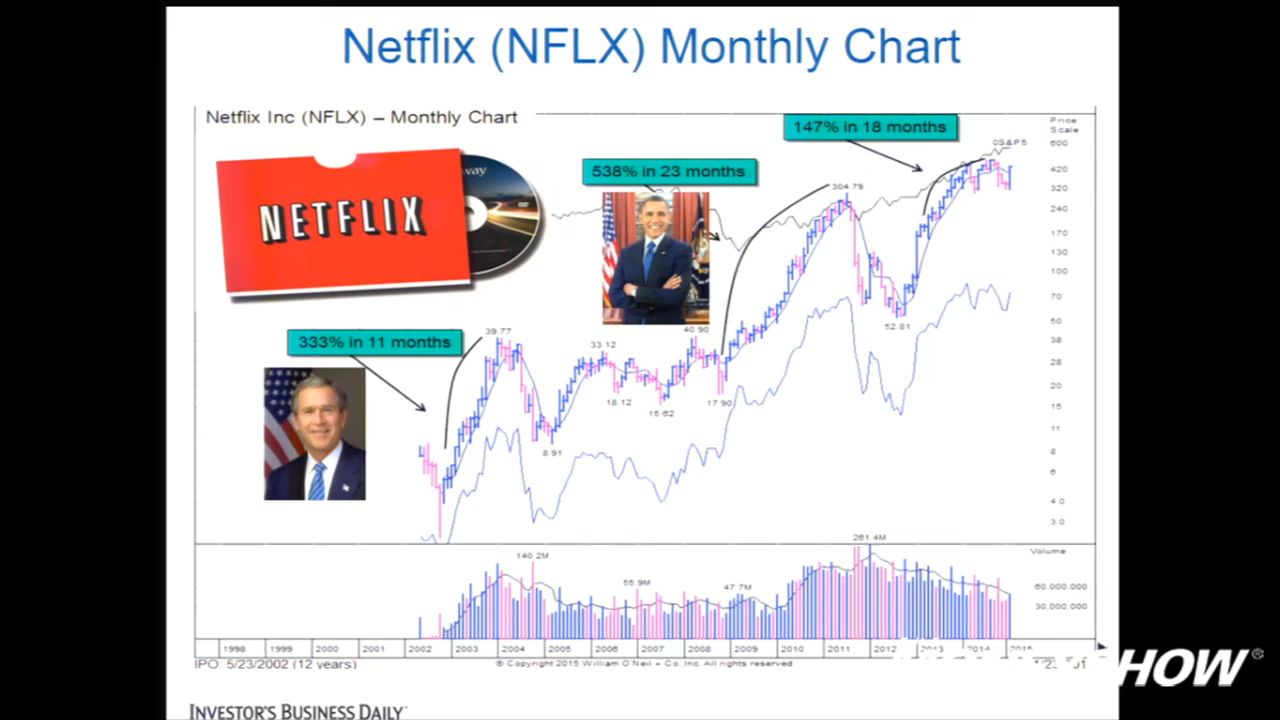 Netflix (NFLX) Monthly Chart
Netflix Inc (NFLX) – Monthly Chart
147% in 18 months
Price
Scale
way
538% in 23 months
NETFLIX
333% in 11 months
0S&P5
600
420
320
240
170
130
100
70
50
38
28
20
15
11
8
6
4.0
3.0
304.79
52.81
40.90
39.77
33.12
18.12
15.62
17.90
8.91
261.4M
140.2M
55.9M
47.7M
Volume
60,000,000
30,000,000
1998 1999 2000 2001 2002 2003 2004 2005 2006 2007 2008 2009 2010 2011 2012 2013 2014 2015
IPO 5/23/2002 (12 years)
© Copyright 2015 William O'Neil + Co., Inc. All rights reserved
SHOW®
INVESTOR'S BUSINESS DAILY